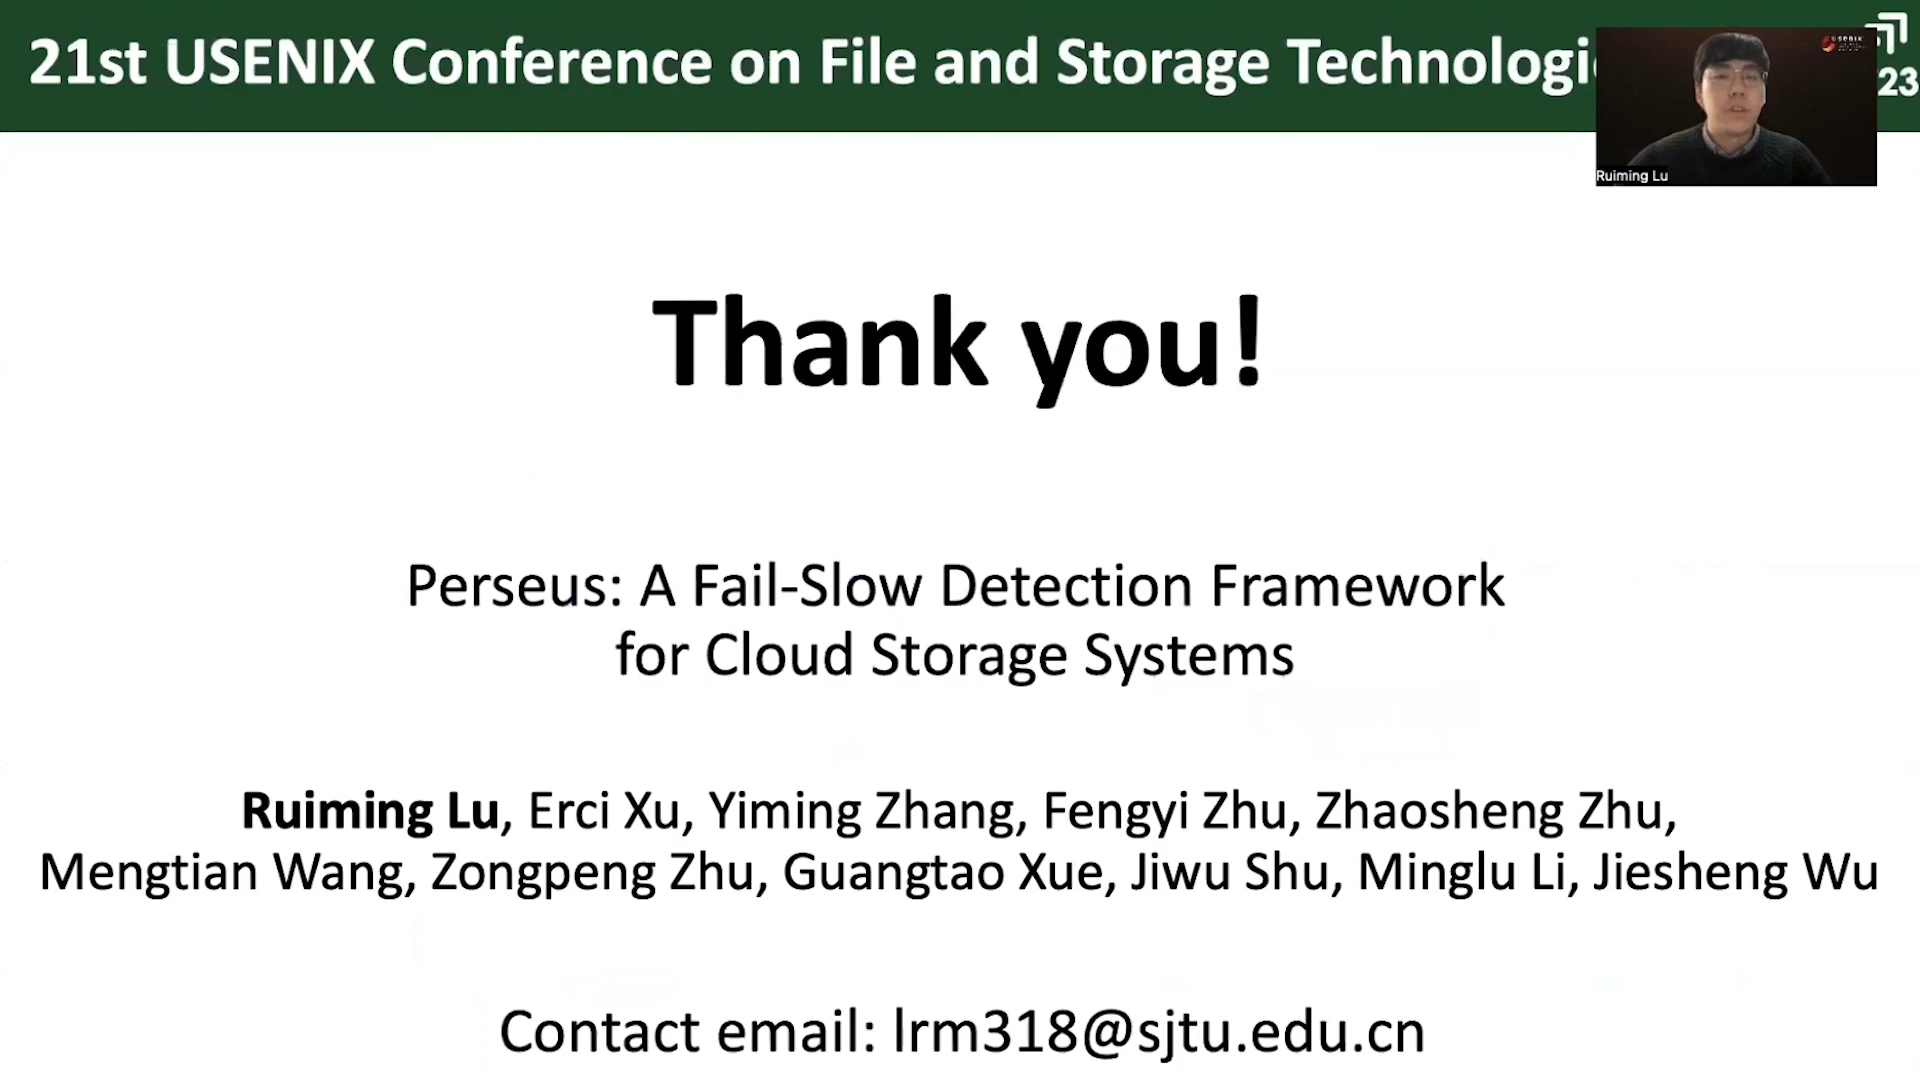 21st USENIX Conference on File and Storage Technologi
23
USENIX
Ruiming Lu
Thank you!
Perseus: A Fail-Slow Detection Framework
for Cloud Storage Systems
Ruiming Lu, Erci Xu, Yiming Zhang, Fengyi Zhu, Zhaosheng Zhu,
Mengtian Wang, Zongpeng Zhu, Guangtao Xue, Jiwu Shu, Minglu Li, Jiesheng Wu
Contact email: lrm318@sjtu.edu.cn